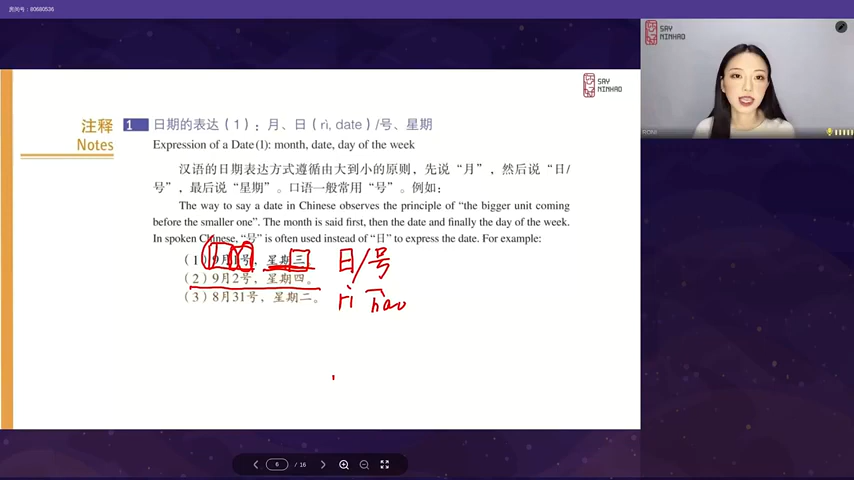 房间号：80680536
SAY
NINHAO
SAY
NINHAO
注释
Notes
1
日期的表达（1）：月、日（rì, date）/号、星期
Expression of a Date (1): month, date, day of the week
汉语的日期表达方式遵循由大到小的原则，先说“月”，然后说“日/
号”，最后说“星期”。口语一般常用“号”。例如：
The way to say a date in Chinese observes the principle of “the bigger unit coming
before the smaller one”. The month is said first, then the date and finally the day of the week.
In spoken Chinese, “号” is often used instead of “日” to express the date. For example:
（1）9月1号，星期三。
（2）9月2号，星期四。
（3）8月31号，星期二。
日/号
rì hào
6 / 16